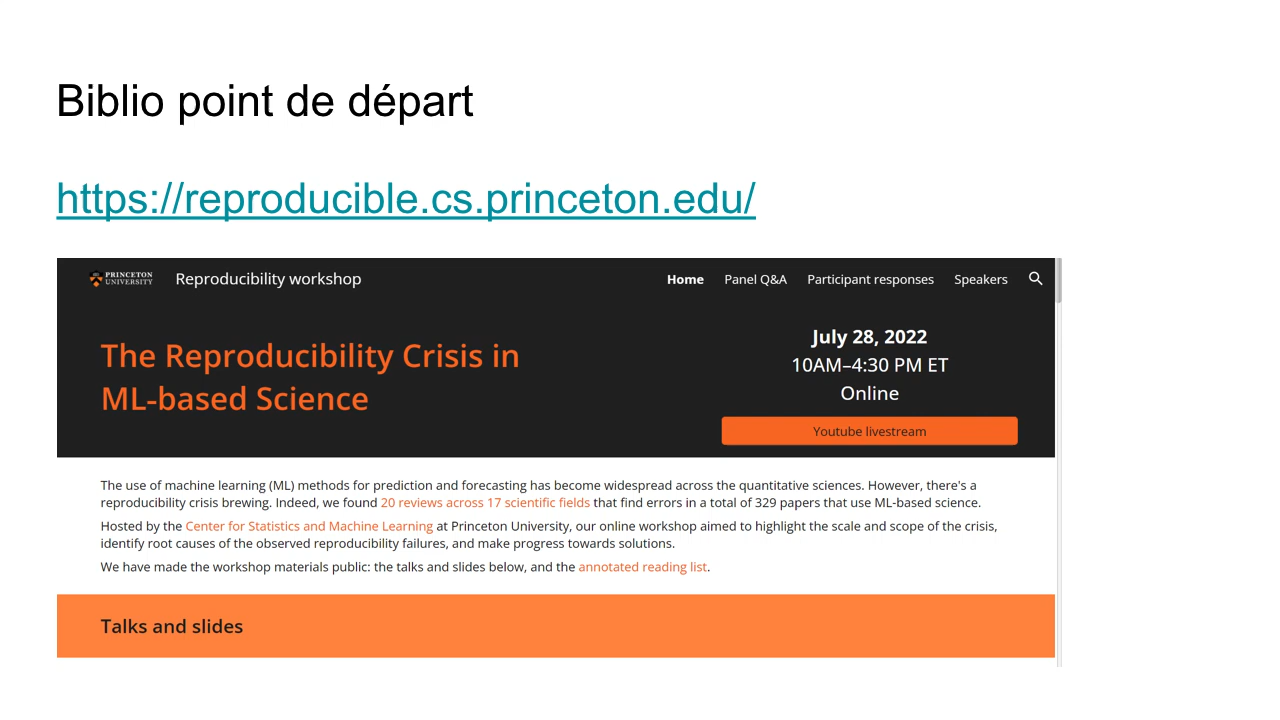 Biblio point de départ
https://reproducible.cs.princeton.edu/
PRINCETON
UNIVERSITY
Reproducibility workshop
Home Panel Q&A Participant responses Speakers
The Reproducibility Crisis in
ML-based Science
July 28, 2022
10AM–4:30 PM ET
Online
Youtube livestream
The use of machine learning (ML) methods for prediction and forecasting has become widespread across the quantitative sciences. However, there's a
reproducibility crisis brewing. Indeed, we found 20 reviews across 17 scientific fields that find errors in a total of 329 papers that use ML-based science.
Hosted by the Center for Statistics and Machine Learning at Princeton University, our online workshop aimed to highlight the scale and scope of the crisis,
identify root causes of the observed reproducibility failures, and make progress towards solutions.
We have made the workshop materials public: the talks and slides below, and the annotated reading list.
Talks and slides